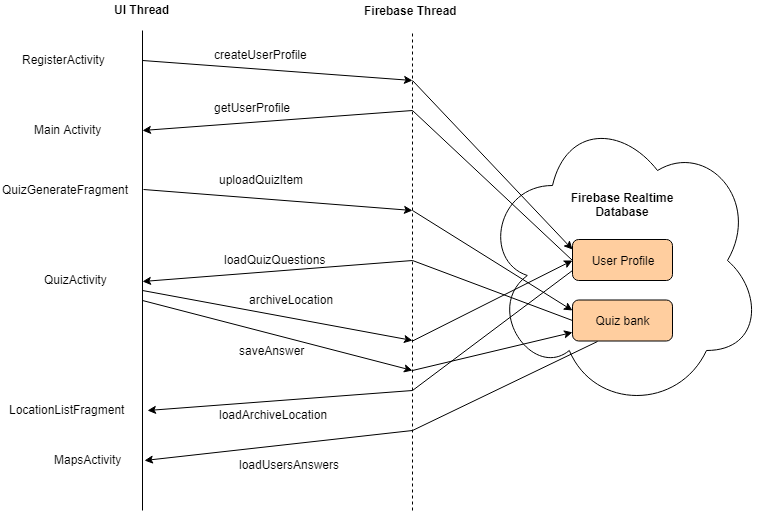 UI Thread
Firebase Thread
RegisterActivity
createUserProfile
getUserProfile
Main Activity
QuizGenerateFragment
uploadQuizItem
Firebase Realtime
Database
User Profile
loadQuizQuestions
QuizActivity
archiveLocation
Quiz bank
saveAnswer
LocationListFragment
loadArchiveLocation
MapsActivity
loadUsersAnswers